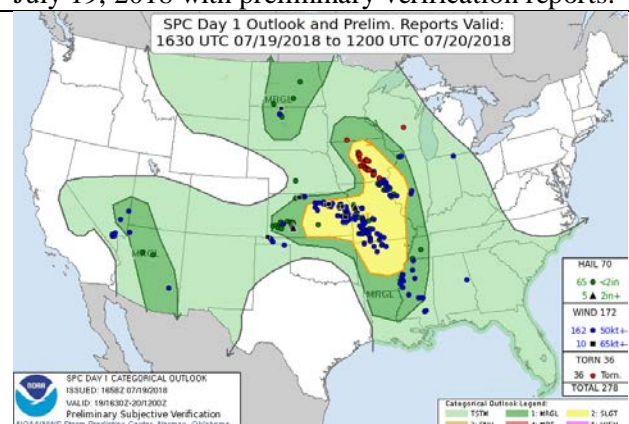 July 19, 2018 with preliminary verification reports.
SPC Day 1 Outlook and Prelim. Reports Valid:
1630 UTC 07/19/2018 to 1200 UTC 07/20/2018
MRGL
MRGL
MRGL
HAIL 70
65 ● <2in
5 ▲ 2in+
WIND 172
162 ● 50kt+
10 ■ 65kt+
TORN 36
36 ● Torn.
TOTAL 278
SPC DAY 1 CATEGORICAL OUTLOOK
ISSUED: 1658Z 07/19/2018
VALID: 19/1630Z-20/1200Z
Preliminary Subjective Verification
Categorical Outlook Legend:
TSTM 1: MRGL 2: SLGT